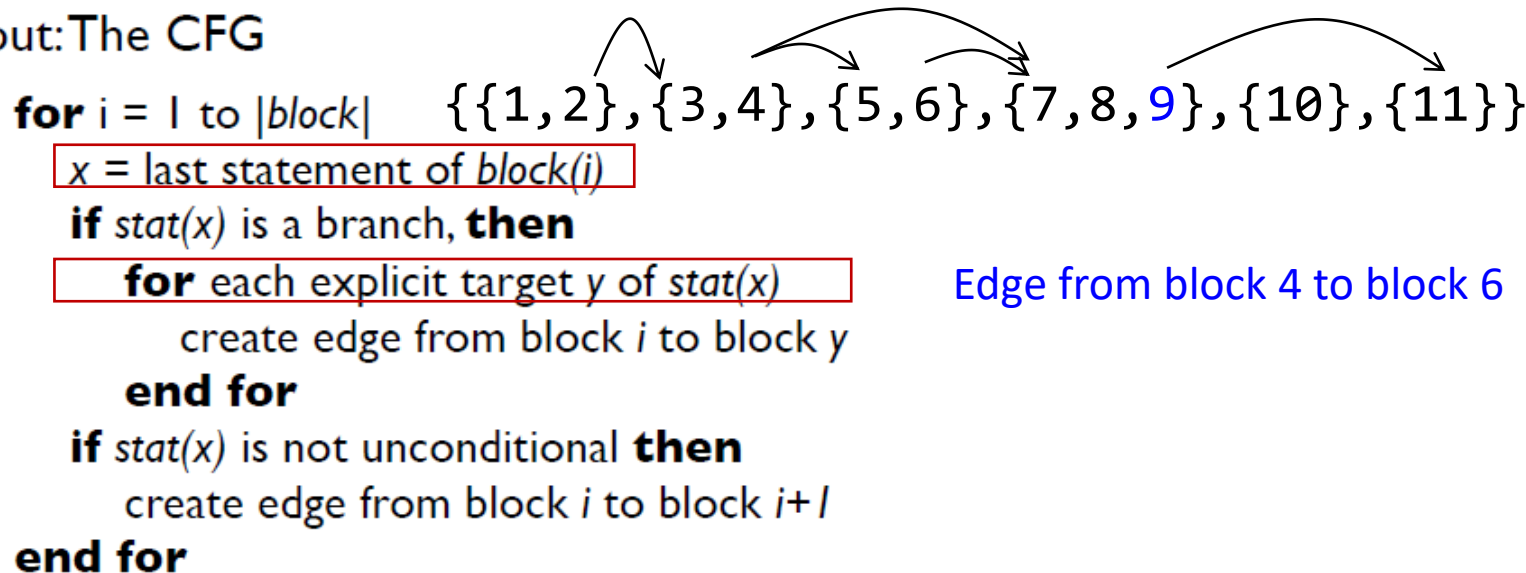 out: The CFG
for i = 1 to |block| {{1,2},{3,4},{5,6},{7,8,9},{10},{11}}
x = last statement of block(i)
if stat(x) is a branch, then
for each explicit target y of stat(x)
Edge from block 4 to block 6
create edge from block i to block y
end for
if stat(x) is not unconditional then
create edge from block i to block i+1
end for